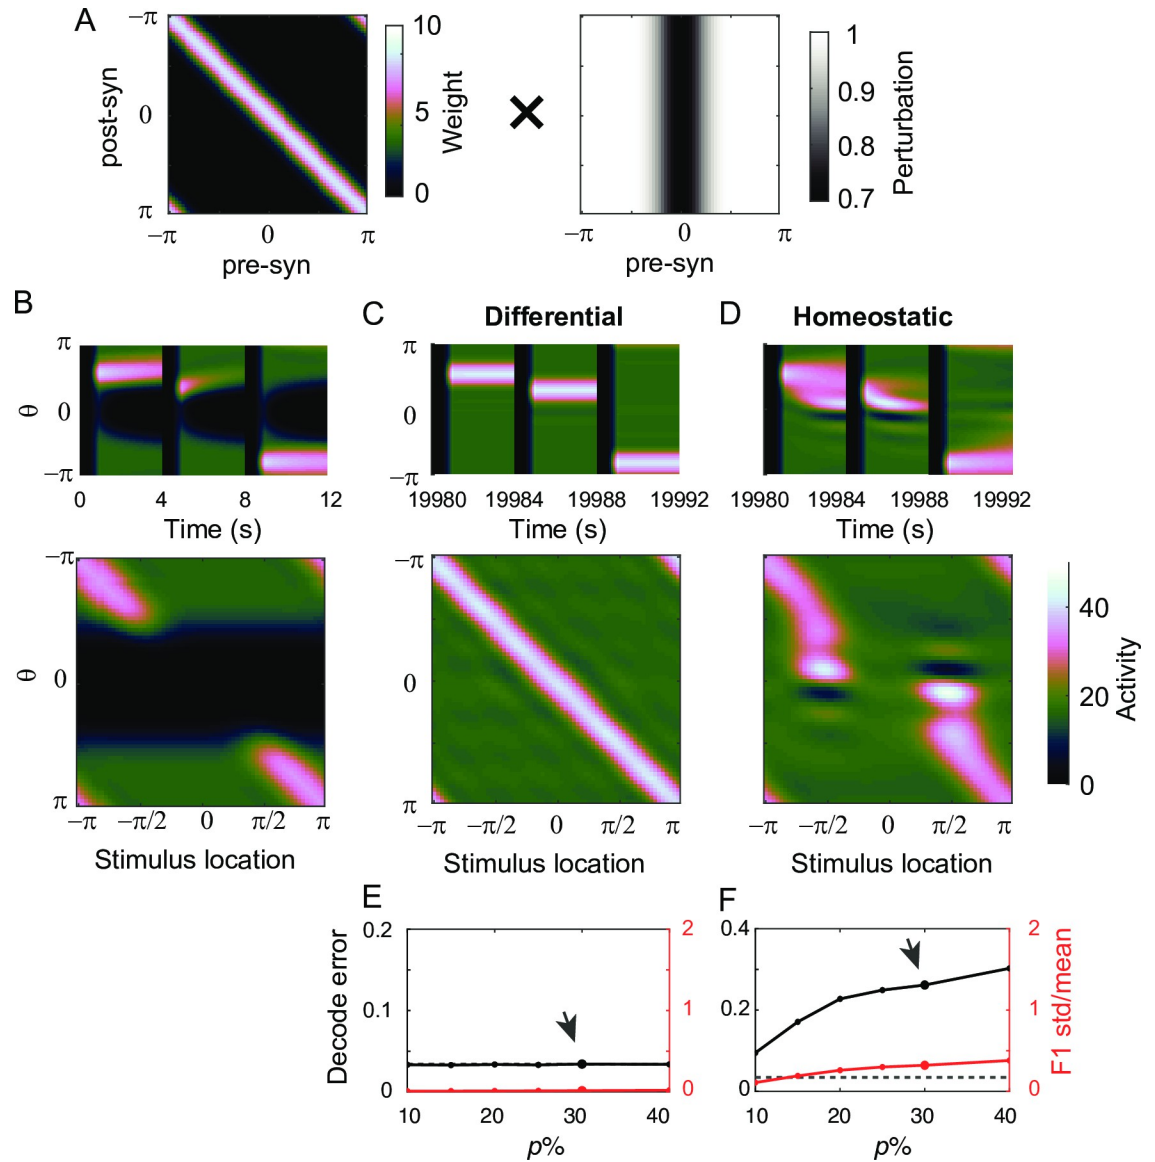 A
−π
0
π
post-syn
−π
0
π
pre-syn
10
5
0
Weight
×
−π
0
π
pre-syn
1
0.9
0.8
0.7
Perturbation
B
π
θ
0
−π
0
4
8
12
Time (s)
C
Differential
π
0
−π
19980
19984
19988
19992
Time (s)
D
Homeostatic
19980
19984
19988
19992
Time (s)
−π
θ
0
π
−π
−π/2
0
π/2
π
Stimulus location
−π
0
π
−π
−π/2
0
π/2
π
Stimulus location
−π
−π/2
0
π/2
π
Stimulus location
40
20
0
Activity
E
Decode error
0.2
0.1
0
2
1
0
10
20
30
40
p%
F
0.4
0.2
0
2
1
0
F1 std/mean
10
20
30
40
p%